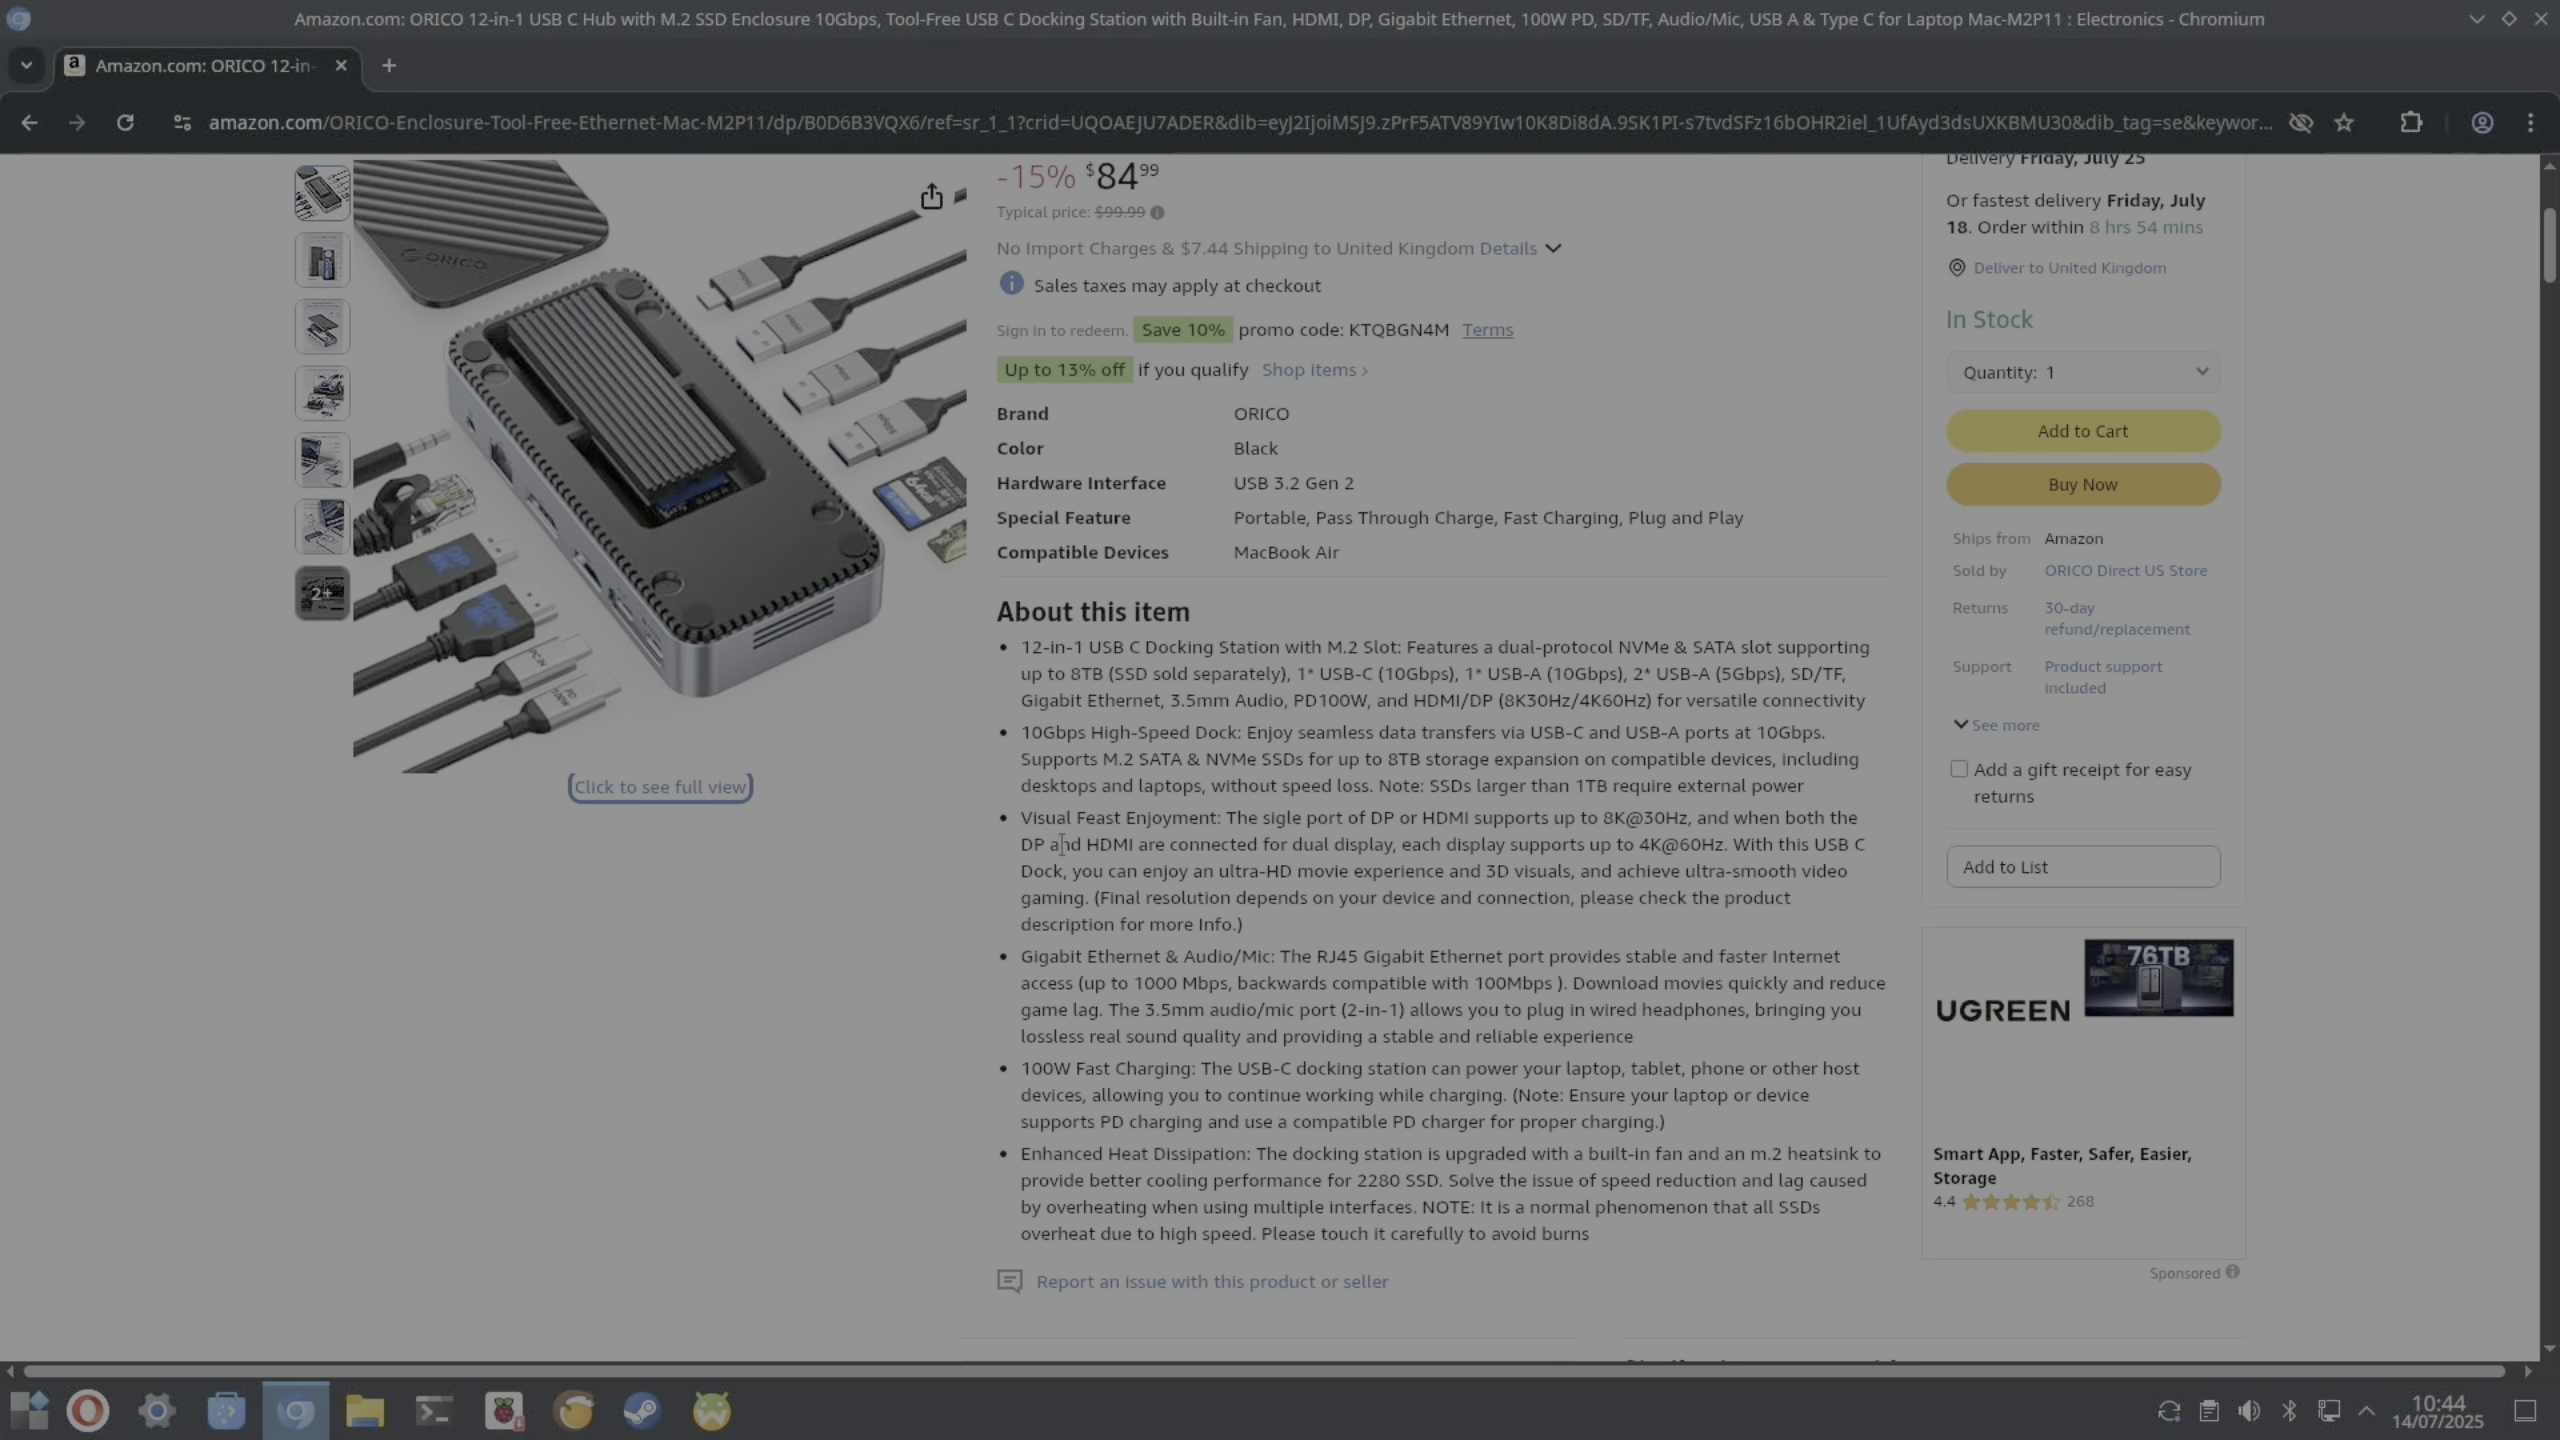 Amazon.com: ORICO 12-in-1 USB C Hub with M.2 SSD Enclosure 10Gbps, Tool-Free USB C Docking Station with Built-in Fan, HDMI, DP, Gigabit Ethernet, 100W PD, SD/TF, Audio/Mic, USB A & Type C for Laptop Mac-M2P11 : Electronics - Chromium
Amazon.com: ORICO 12-in-
amazon.com/ORICO-Enclosure-Tool-Free-Ethernet-Mac-M2P11/dp/B0D6B3VQX6/ref=sr_1_1?crid=UQOAEJU7ADER&dib=eyJ2IjoiMSJ9.zPrF5ATV89YIw10K8Di8dA.9SK1PI-s7tvdSFz16bOHR2iel_1UfAyd3dsUXKBMU30&dib_tag=se&keywor...
ORICO
64GB
DP
8K
PC IN
PD
100W
2+
Click to see full view
-15% $84.99
Typical price: $99.99
No Import Charges & $7.44 Shipping to United Kingdom Details
Sales taxes may apply at checkout
Sign in to redeem. Save 10% promo code: KTQBGN4M Terms
Up to 13% off if you qualify Shop items ›
Brand ORICO
Color Black
Hardware Interface USB 3.2 Gen 2
Special Feature Portable, Pass Through Charge, Fast Charging, Plug and Play
Compatible Devices MacBook Air
About this item
• 12-in-1 USB C Docking Station with M.2 Slot: Features a dual-protocol NVMe & SATA slot supporting
up to 8TB (SSD sold separately), 1* USB-C (10Gbps), 1* USB-A (10Gbps), 2* USB-A (5Gbps), SD/TF,
Gigabit Ethernet, 3.5mm Audio, PD100W, and HDMI/DP (8K30Hz/4K60Hz) for versatile connectivity
• 10Gbps High-Speed Dock: Enjoy seamless data transfers via USB-C and USB-A ports at 10Gbps.
Supports M.2 SATA & NVMe SSDs for up to 8TB storage expansion on compatible devices, including
desktops and laptops, without speed loss. Note: SSDs larger than 1TB require external power
• Visual Feast Enjoyment: The sigle port of DP or HDMI supports up to 8K@30Hz, and when both the
DP and HDMI are connected for dual display, each display supports up to 4K@60Hz. With this USB C
Dock, you can enjoy an ultra-HD movie experience and 3D visuals, and achieve ultra-smooth video
gaming. (Final resolution depends on your device and connection, please check the product
description for more Info.)
• Gigabit Ethernet & Audio/Mic: The RJ45 Gigabit Ethernet port provides stable and faster Internet
access (up to 1000 Mbps, backwards compatible with 100Mbps ). Download movies quickly and reduce
game lag. The 3.5mm audio/mic port (2-in-1) allows you to plug in wired headphones, bringing you
lossless real sound quality and providing a stable and reliable experience
• 100W Fast Charging: The USB-C docking station can power your laptop, tablet, phone or other host
devices, allowing you to continue working while charging. (Note: Ensure your laptop or device
supports PD charging and use a compatible PD charger for proper charging.)
• Enhanced Heat Dissipation: The docking station is upgraded with a built-in fan and an m.2 heatsink to
provide better cooling performance for 2280 SSD. Solve the issue of speed reduction and lag caused
by overheating when using multiple interfaces. NOTE: It is a normal phenomenon that all SSDs
overheat due to high speed. Please touch it carefully to avoid burns
Report an issue with this product or seller
Delivery Friday, July 25
Or fastest delivery Friday, July
18. Order within 8 hrs 54 mins
Deliver to United Kingdom
In Stock
Quantity: 1
Add to Cart
Buy Now
Ships from Amazon
Sold by ORICO Direct US Store
Returns 30-day
refund/replacement
Support Product support
included
See more
Add a gift receipt for easy
returns
Add to List
76TB
UGREEN
Smart App, Faster, Safer, Easier,
Storage
4.4 268
Sponsored
10:44
14/07/2025